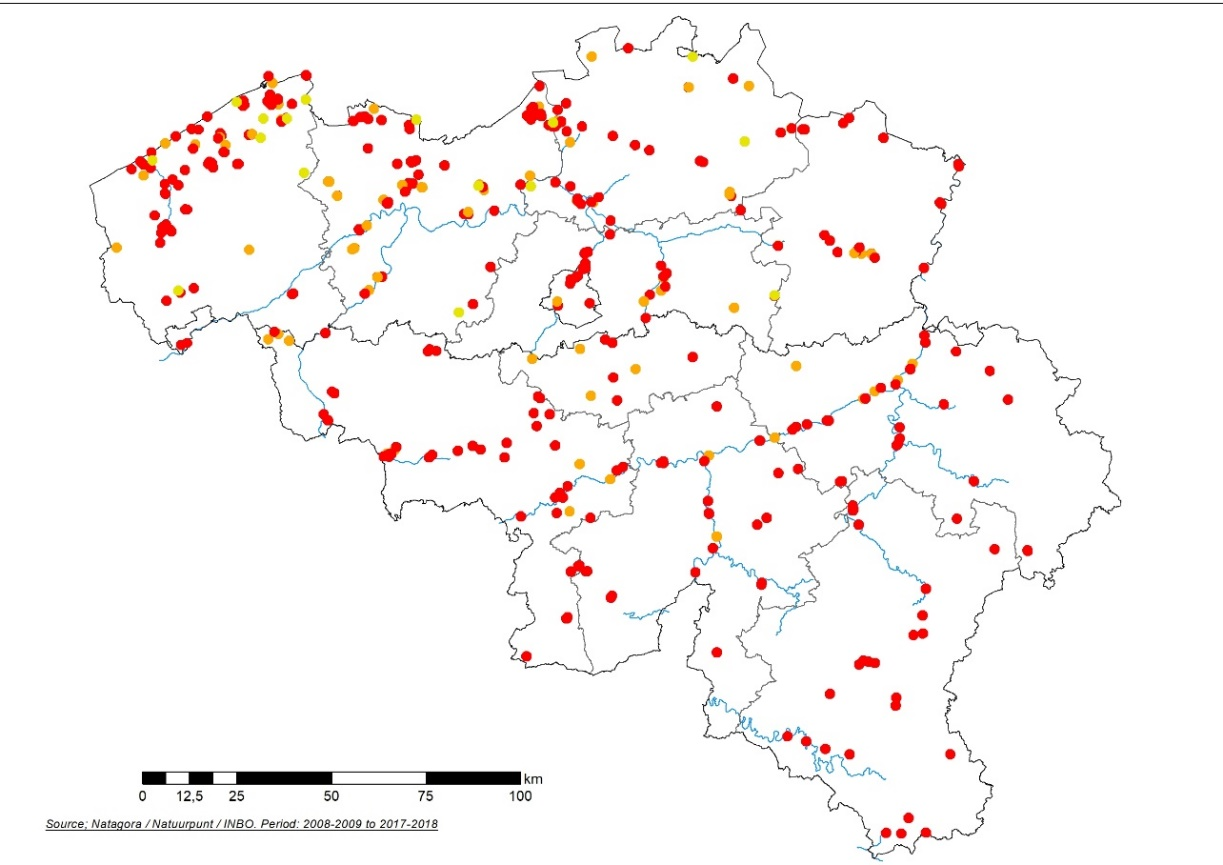 km
0 12,5 25 50 75 100
Source; Natagora / Natuurpunt / INBO. Period: 2008-2009 to 2017-2018